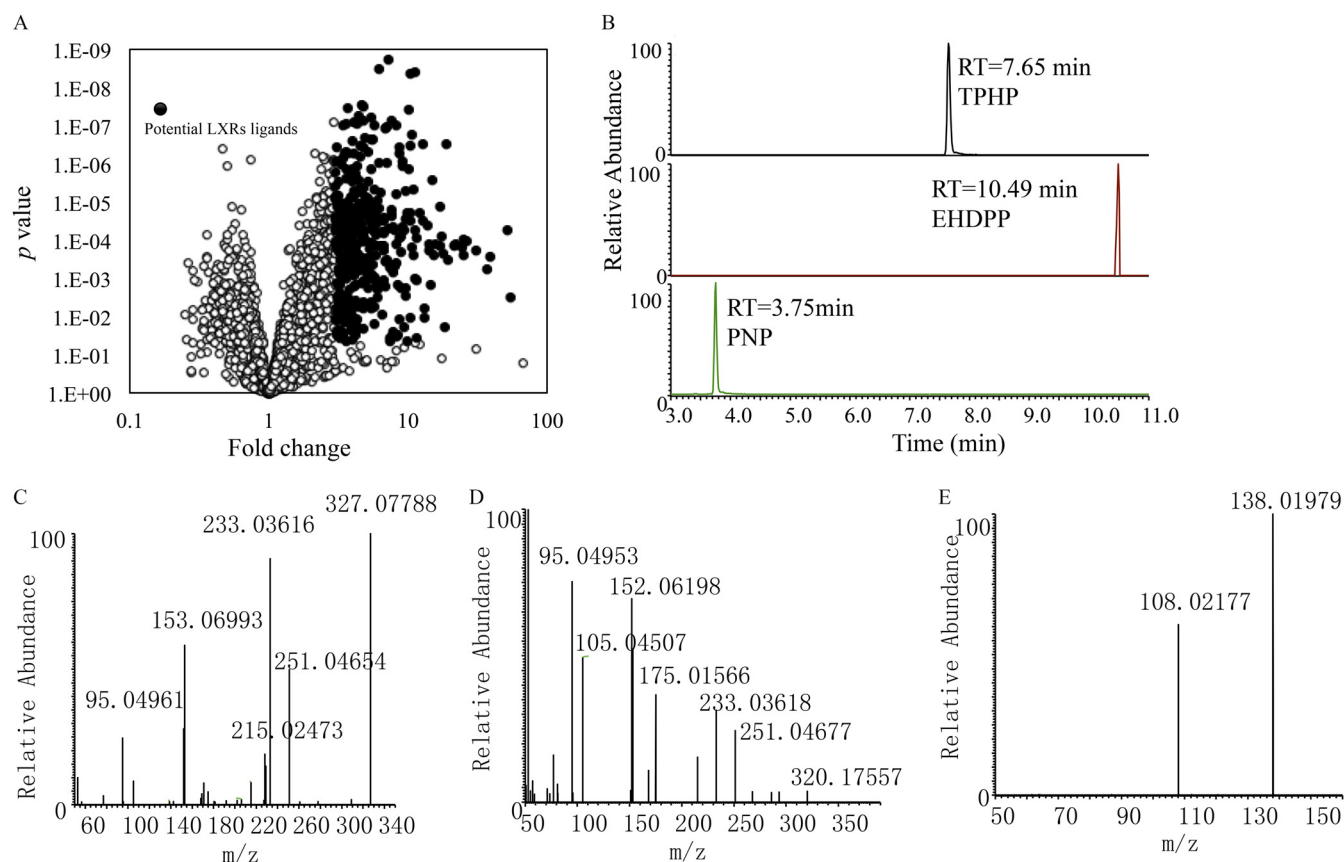 A
1.E-09
1.E-08
1.E-07
1.E-06
1.E-05
1.E-04
1.E-03
1.E-02
1.E-01
1.E+00
p value
Potential LXRs ligands
0.1 1 10 100
Fold change
B
Relative Abundance
100
0
RT=7.65 min
TPHP
100
0
RT=10.49 min
EHDPP
100
0
RT=3.75min
PNP
3.0 4.0 5.0 6.0 7.0 8.0 9.0 10.0 11.0
Time (min)
C
Relative Abundance
100
0
327.07788
233.03616
153.06993
251.04654
95.04961
215.02473
60 100 140 180 220 260 300 340
m/z
D
Relative Abundance
100
0
95.04953
152.06198
105.04507
175.01566
233.03618
251.04677
320.17557
50 100 150 200 250 300 350
m/z
E
Relative Abundance
100
0
138.01979
108.02177
50 70 90 110 130 150
m/z